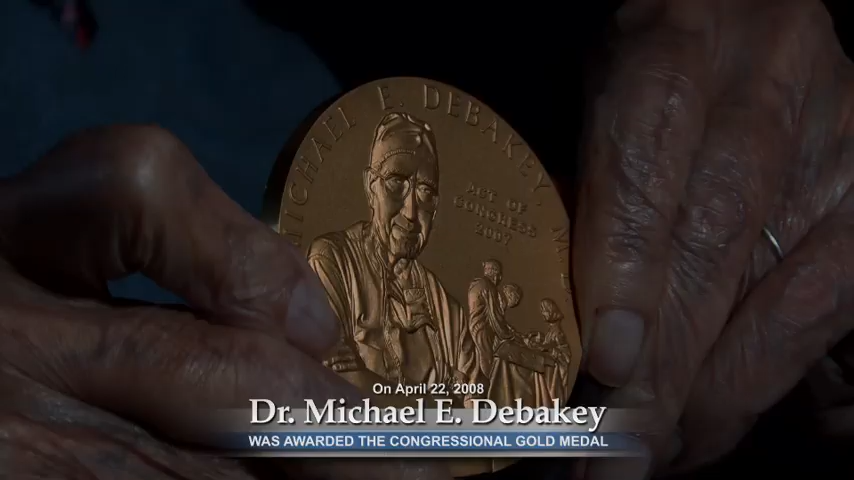 MICHAEL E. DEBAKEY, M.D.
ACT OF
CONGRESS
2007
On April 22, 2008
Dr. Michael E. Debakey
WAS AWARDED THE CONGRESSIONAL GOLD MEDAL